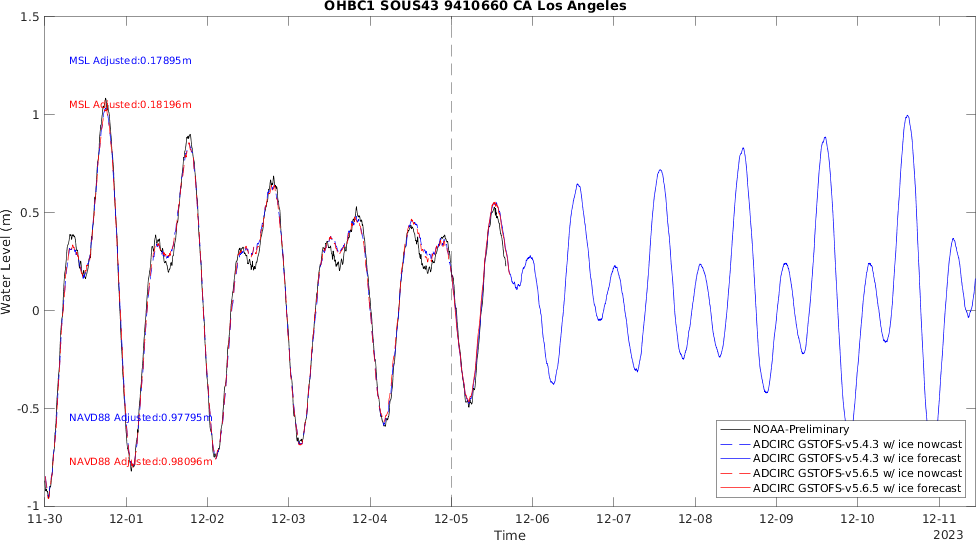 OHBC1 SOUS43 9410660 CA Los Angeles
1.5
MSL Adjusted:0.17895m
MSL Adjusted:0.18196m
1
0.5
Water Level (m)
0
-0.5
NAVD88 Adjusted:0.97795m
NAVD88 Adjusted:0.98096m
-1
NOAA-Preliminary
ADCIRC GSTOFS-v5.4.3 w/ ice nowcast
ADCIRC GSTOFS-v5.4.3 w/ ice forecast
ADCIRC GSTOFS-v5.6.5 w/ ice nowcast
ADCIRC GSTOFS-v5.6.5 w/ ice forecast
11-30 12-01 12-02 12-03 12-04 12-05 12-06 12-07 12-08 12-09 12-10 12-11
Time
2023